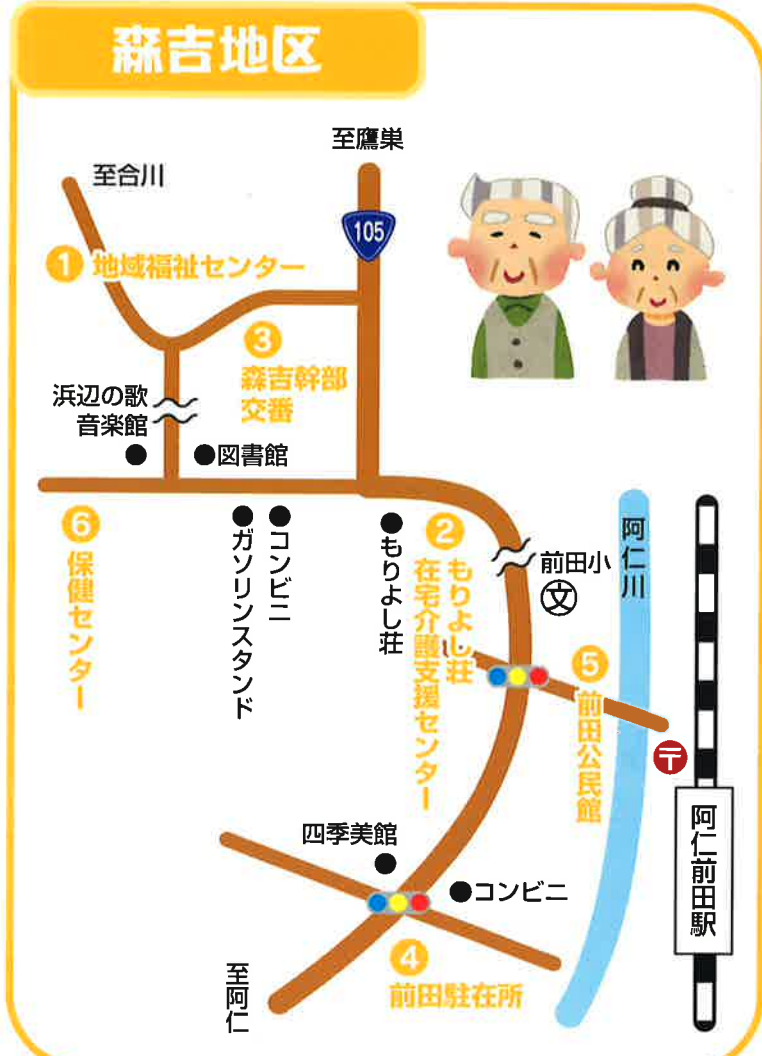 森吉地区
至鷹巣
至合川
105
① 地域福祉センター
③
森吉幹部
交番
浜辺の歌
音楽館
図書館
⑥
保健センター
ガソリンスタンド
コンビニ
もりよし荘
②
もりよし荘
在宅介護支援センター
前田小
文
阿仁川
⑤
前田公民館
〒
阿仁前田駅
四季美館
コンビニ
④
前田駐在所
至阿仁